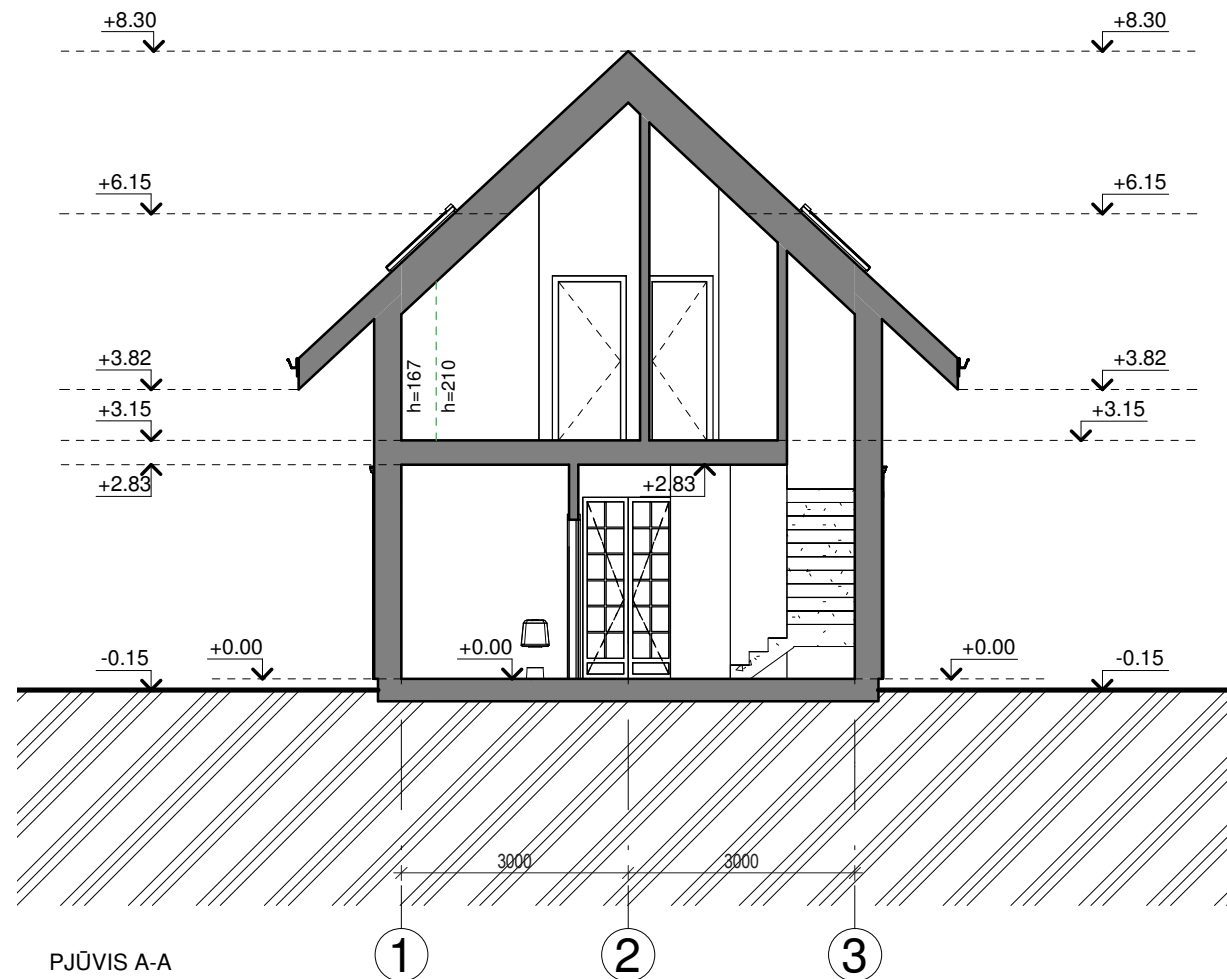 +8.30 +8.30
+6.15 +6.15
h=167
h=210
+3.82 +3.82
+3.15 +3.15
+2.83 +2.83
+0.00 +0.00 +0.00
-0.15 -0.15
3000 3000
1 2 3
PJŪVIS A-A